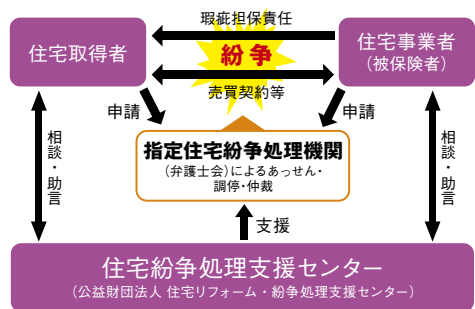 瑕疵担保責任
住宅取得者
紛争
住宅事業者
（被保険者）
売買契約等
申請
申請
指定住宅紛争処理機関
（弁護士会）によるあっせん・
調停・仲裁
相談・助言
相談・助言
支援
住宅紛争処理支援センター
（公益財団法人 住宅リフォーム・紛争処理支援センター）